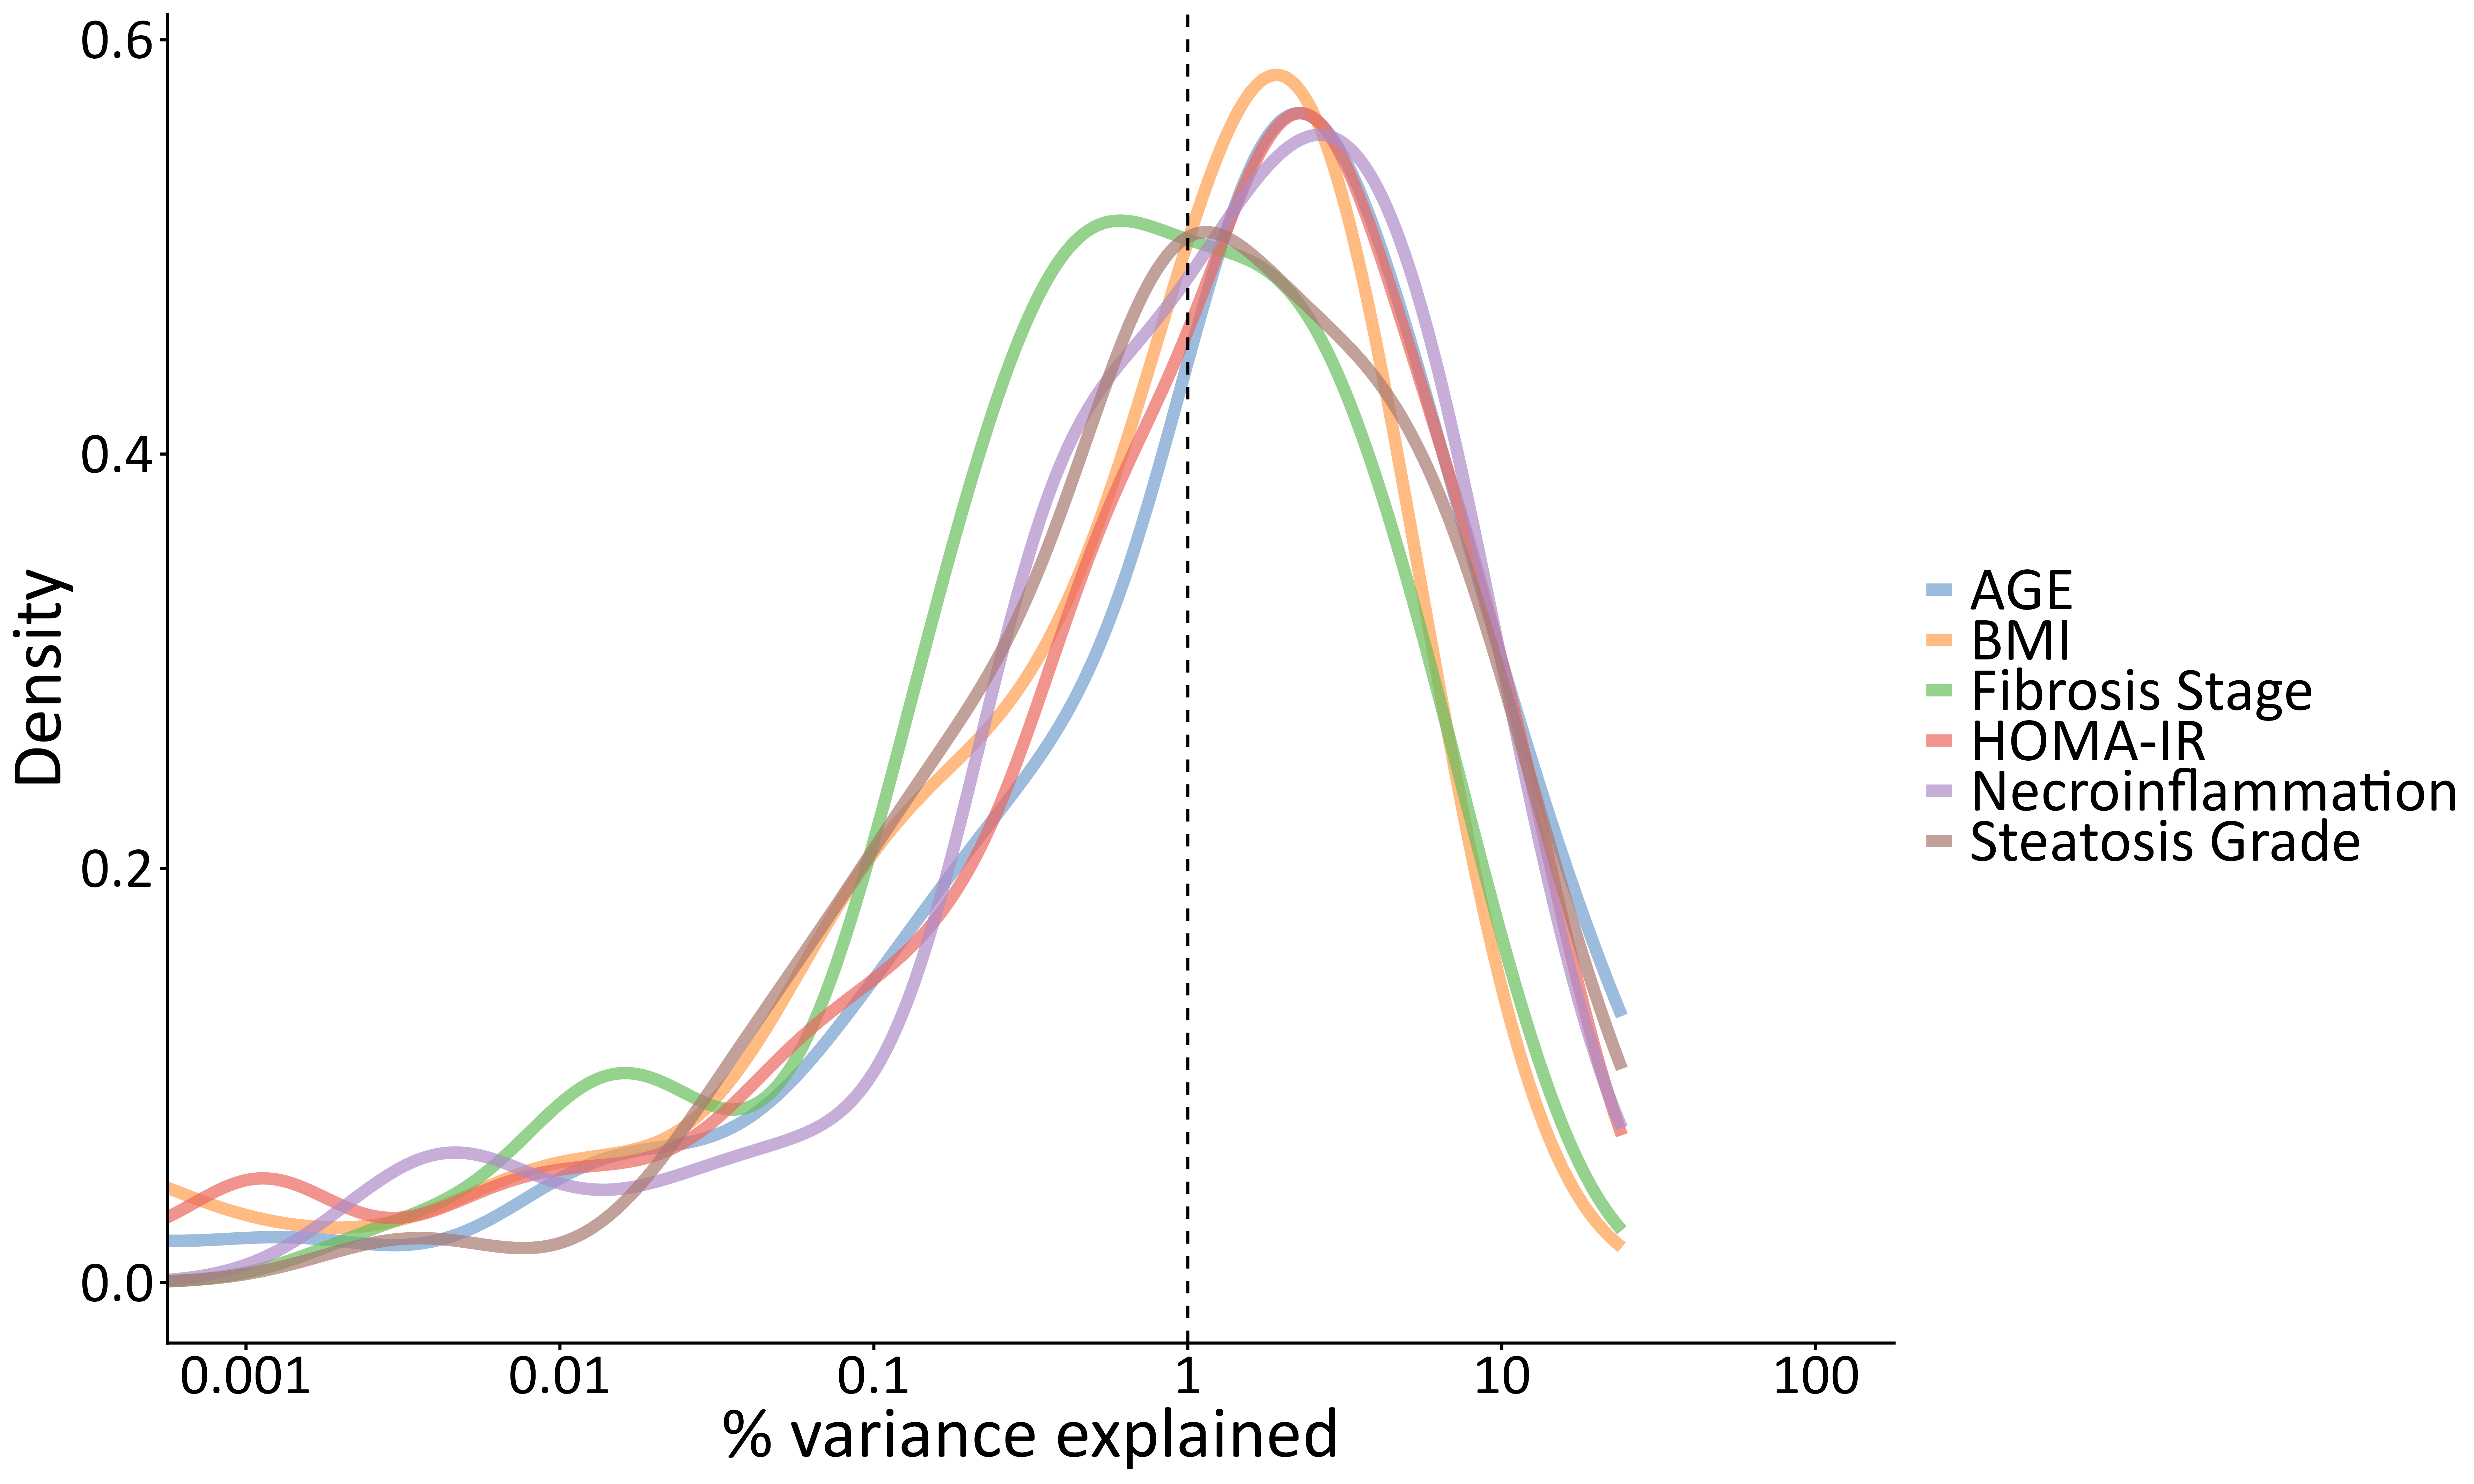 0.6
0.4
0.2
0.0
Density
0.001 0.01 0.1 1 10 100
% variance explained
AGE
BMI
Fibrosis Stage
HOMA-IR
Necroinflammation
Steatosis Grade